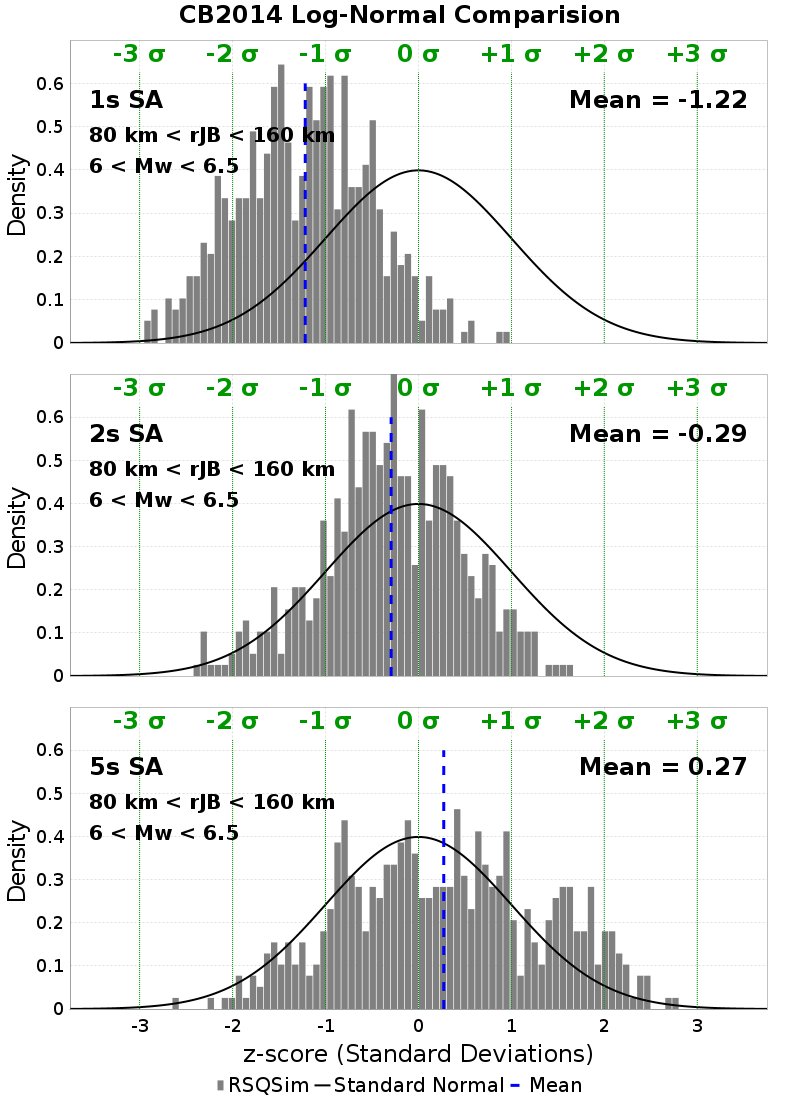 CB2014 Log-Normal Comparision
-3 σ -2 σ -1 σ 0 σ +1 σ +2 σ +3 σ
1s SA
Mean = -1.22
80 km < rJB < 160 km
6 < Mw < 6.5
Density
0.6
0.5
0.4
0.3
0.2
0.1
0
-3 σ -2 σ -1 σ 0 σ +1 σ +2 σ +3 σ
2s SA
Mean = -0.29
80 km < rJB < 160 km
6 < Mw < 6.5
Density
0.6
0.5
0.4
0.3
0.2
0.1
0
-3 σ -2 σ -1 σ 0 σ +1 σ +2 σ +3 σ
5s SA
Mean = 0.27
80 km < rJB < 160 km
6 < Mw < 6.5
Density
0.6
0.5
0.4
0.3
0.2
0.1
0
-3 -2 -1 0 1 2 3
z-score (Standard Deviations)
RSQSim Standard Normal Mean